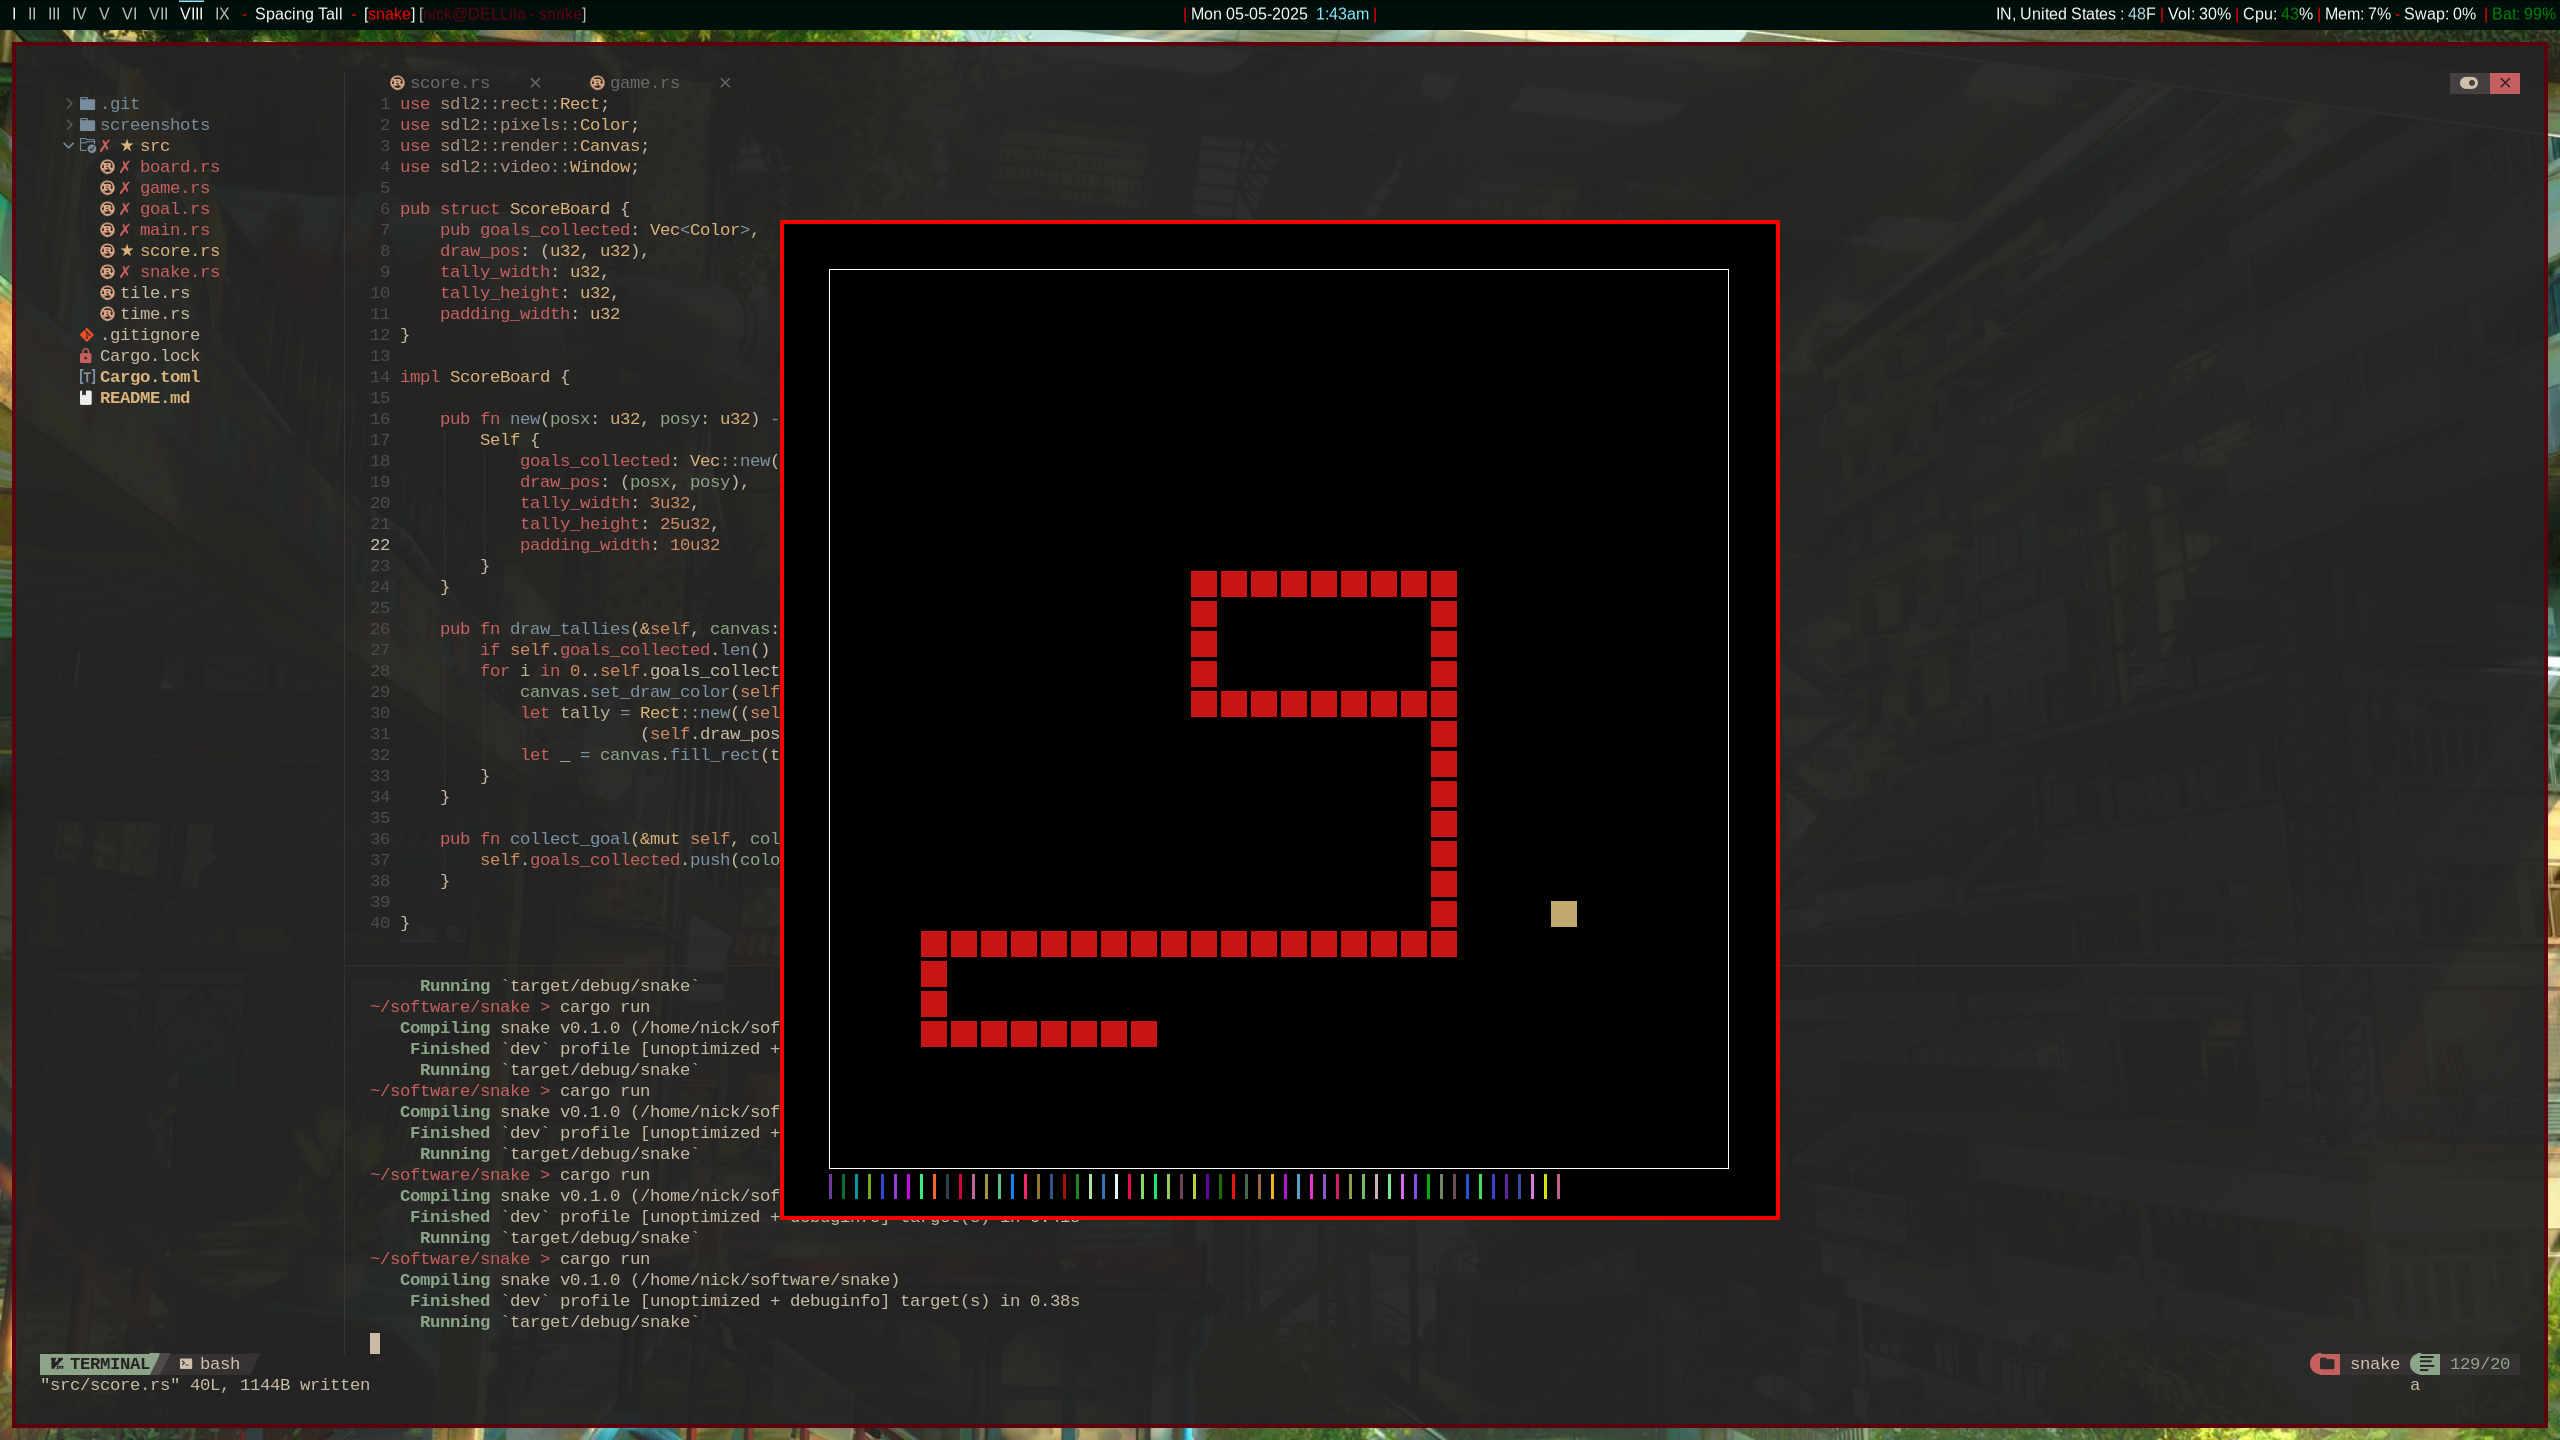 I II III IV V VI VII VIII IX - Spacing Tall - [snake] [nick@DELLila - snake] | Mon 05-05-2025 1:43am | IN, United States : 48F | Vol: 30% | Cpu: 43% | Mem: 7% - Swap: 0% | Bat: 99%
score.rs × game.rs ×
.git
screenshots
src
board.rs
game.rs
goal.rs
main.rs
score.rs
snake.rs
tile.rs
time.rs
.gitignore
Cargo.lock
[T] Cargo.toml
README.md
1 use sdl2::rect::Rect;
2 use sdl2::pixels::Color;
3 use sdl2::render::Canvas;
4 use sdl2::video::Window;
5
6 pub struct ScoreBoard {
7     pub goals_collected: Vec<Color>,
8     draw_pos: (u32, u32),
9     tally_width: u32,
10     tally_height: u32,
11     padding_width: u32
12 }
13
14 impl ScoreBoard {
15
16     pub fn new(posx: u32, posy: u32) -
17         Self {
18             goals_collected: Vec::new(
19             draw_pos: (posx, posy),
20             tally_width: 3u32,
21             tally_height: 25u32,
22             padding_width: 10u32
23         }
24     }
25
26     pub fn draw_tallies(&self, canvas:
27         if self.goals_collected.len()
28         for i in 0..self.goals_collect
29             canvas.set_draw_color(self
30             let tally = Rect::new((sel
31                         (self.draw_pos
32             let _ = canvas.fill_rect(t
33         }
34     }
35
36     pub fn collect_goal(&mut self, col
37         self.goals_collected.push(colo
38     }
39
40 }
Running `target/debug/snake`
~/software/snake > cargo run
Compiling snake v0.1.0 (/home/nick/sof
Finished `dev` profile [unoptimized +
Running `target/debug/snake`
~/software/snake > cargo run
Compiling snake v0.1.0 (/home/nick/sof
Finished `dev` profile [unoptimized +
Running `target/debug/snake`
~/software/snake > cargo run
Compiling snake v0.1.0 (/home/nick/sof
Finished `dev` profile [unoptimized + debuginfo] target(s) in
Running `target/debug/snake`
~/software/snake > cargo run
Compiling snake v0.1.0 (/home/nick/software/snake)
Finished `dev` profile [unoptimized + debuginfo] target(s) in 0.38s
Running `target/debug/snake`
TERMINAL bash snake 129/20
"src/score.rs" 40L, 1144B written a